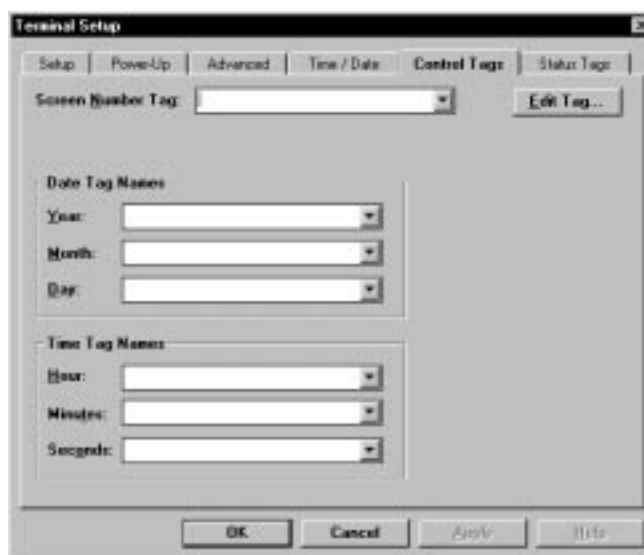 Terminal Setup
Setup Power-Up Advanced Time / Date Control Tags Status Tags
Screen Number Tag: Edit Tag...
Date Tag Names
Year:
Month:
Day:
Time Tag Names
Hour:
Minutes:
Seconds:
OK Cancel Apply Help